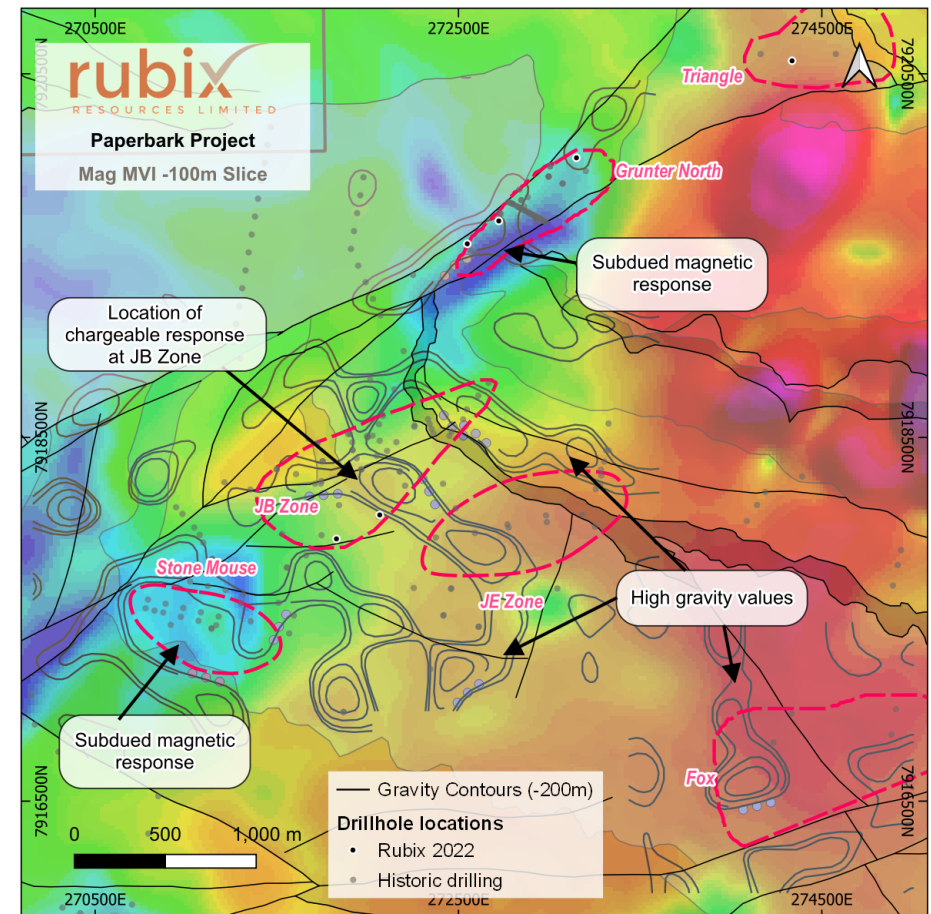 270500E
272500E
274500E
7920500N
7920500N
rubix
RESOURCES LIMITED
Paperbark Project
Mag MVI -100m Slice
Triangle
Grunter North
Subdued magnetic
response
Location of
chargeable response
at JB Zone
7918500N
7918500N
JB Zone
Stone Mouse
JE Zone
High gravity values
Subdued magnetic
response
Fox
7916500N
7916500N
Gravity Contours (-200m)
Drillhole locations
Rubix 2022
Historic drilling
0 500 1,000 m
270500E
272500E
274500E